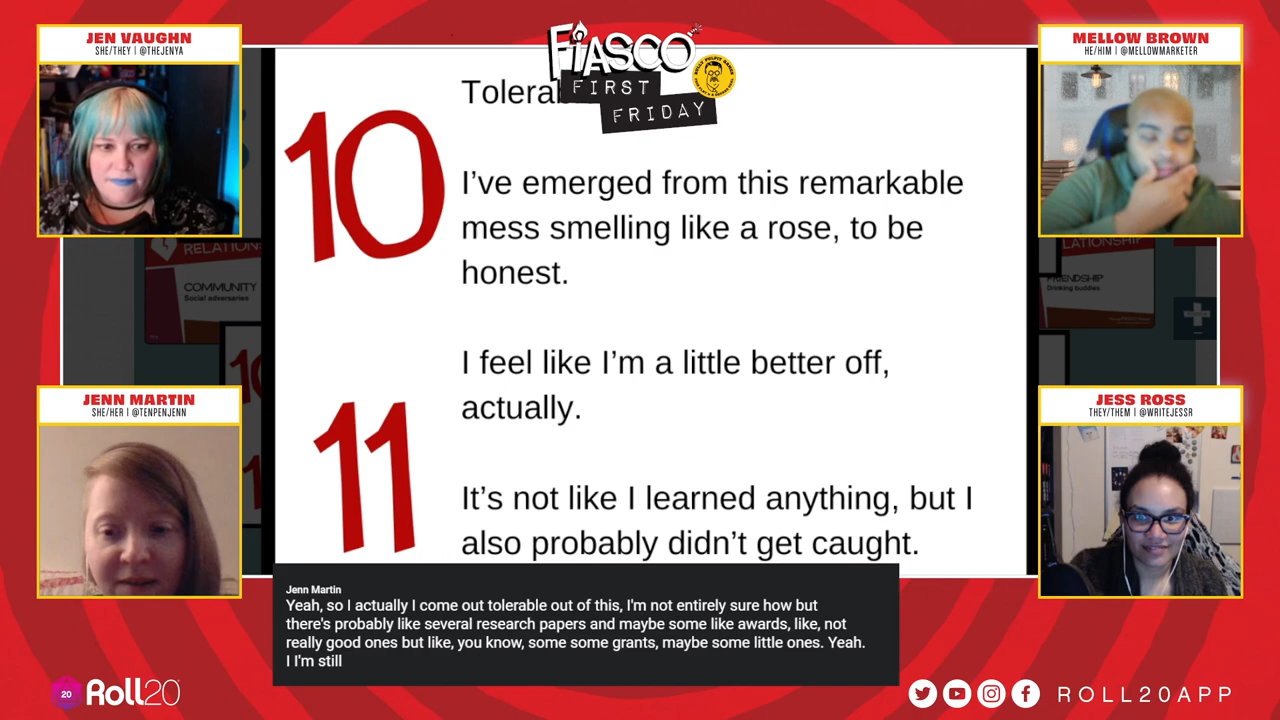 JEN VAUGHN
SHE/THEY | @THEJENYA
FiASCO
FIRST
FRIDAY
MELLOW BROWN
HE/HIM | @MELLOWMARKETER
Tolera
10
I've emerged from this remarkable
mess smelling like a rose, to be
honest.
I feel like I'm a little better off,
actually.
11
It's not like I learned anything, but I
also probably didn't get caught.
RELATION
COMMUNITY
Social adversaries
LATIONSHIP
FRIENDSHIP
Drinking buddies
10
JENN MARTIN
SHE/HER | @TENPENJENN
JESS ROSS
THEY/THEM | @WRITEJESSR
Jenn Martin
Yeah, so I actually I come out tolerable out of this, I'm not entirely sure how but
there's probably like several research papers and maybe some like awards, like, not
really good ones but like, you know, some some grants, maybe some little ones. Yeah.
I I'm still
20 Roll20
ROLL20APP